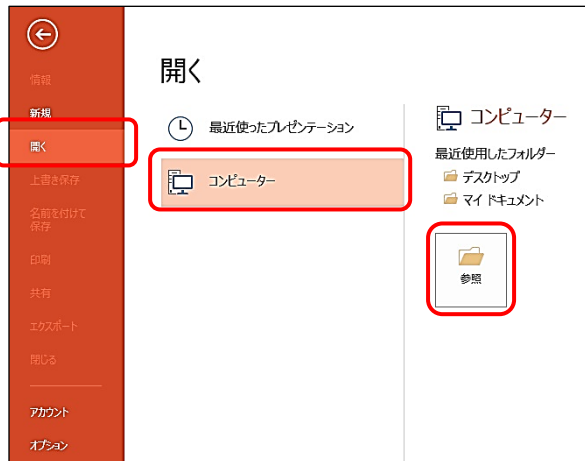 情報
新規
開く
上書き保存
名前を付けて
保存
印刷
共有
エクスポート
閉じる
アカウント
オプション
開く
最近使ったプレゼンテーション
コンピューター
コンピューター
最近使用したフォルダー
デスクトップ
マイ ドキュメント
参照